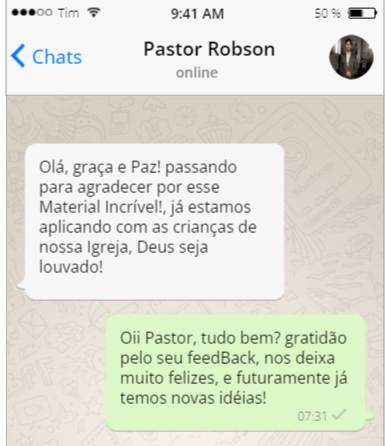 Tim 9:41 AM 50 %
Chats Pastor Robson
online
Olá, graça e Paz! passando
para agradecer por esse
Material Incrível!, já estamos
aplicando com as crianças de
nossa Igreja, Deus seja
louvado!
Oii Pastor, tudo bem? gratidão
pelo seu feedBack, nos deixa
muito felizes, e futuramente já
temos novas idéias!
07:31